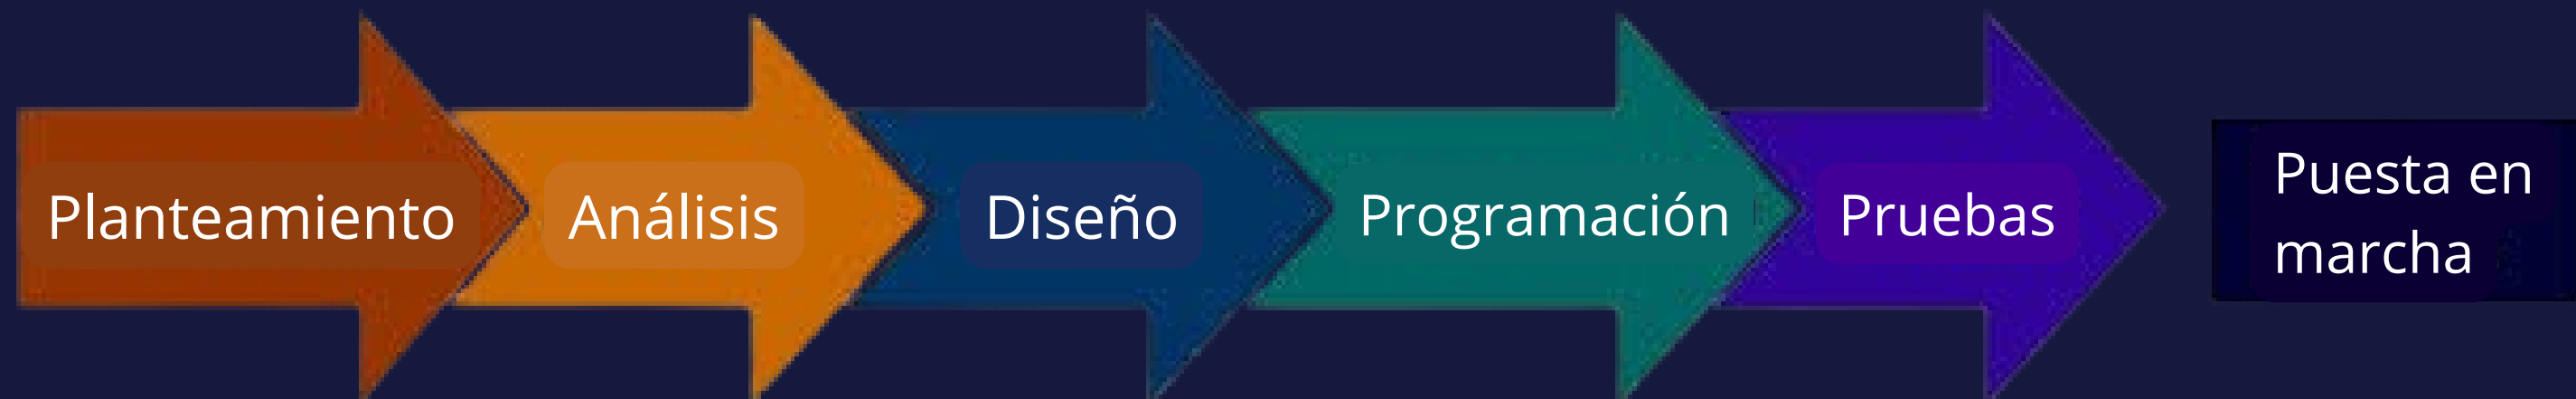 Planteamiento
Análisis
Diseño
Programación
Pruebas
Puesta en
marcha